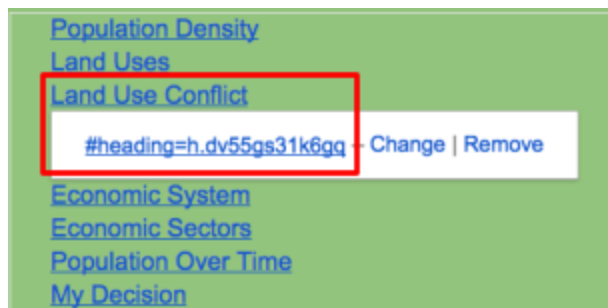 Population Density
Land Uses
Land Use Conflict
#heading=h.dv55gs31k6gq – Change | Remove
Economic System
Economic Sectors
Population Over Time
My Decision